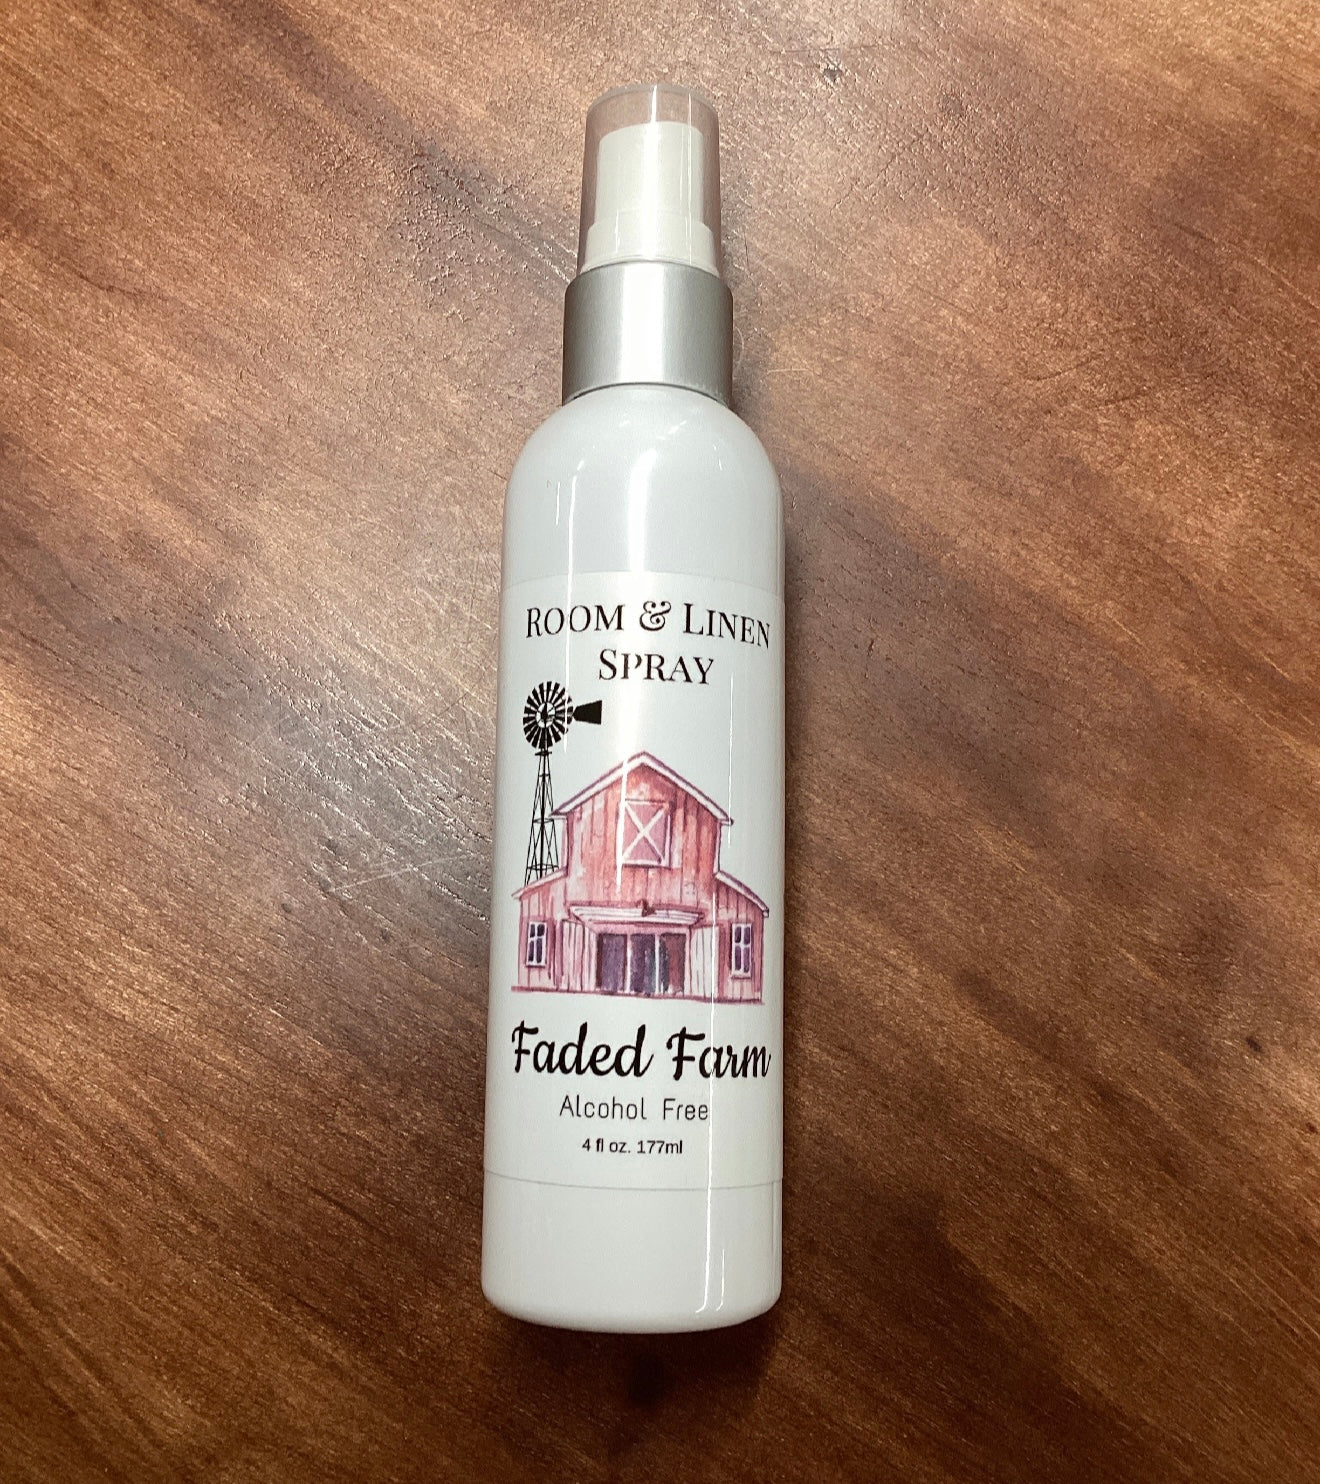 ROOM & LINEN
SPRAY
Faded Farm
Alcohol Free
4 fl oz. 177ml